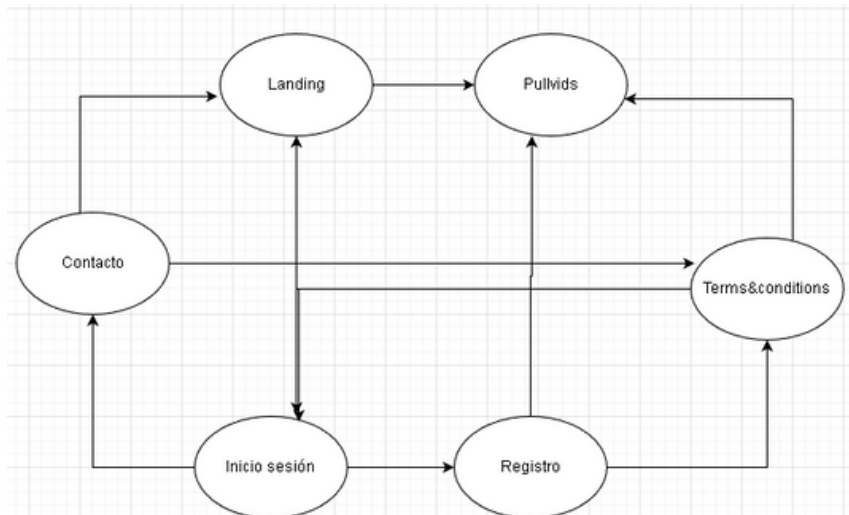 Landing
Pullvids
Contacto
Terms&conditions
Inicio sesión
Registro